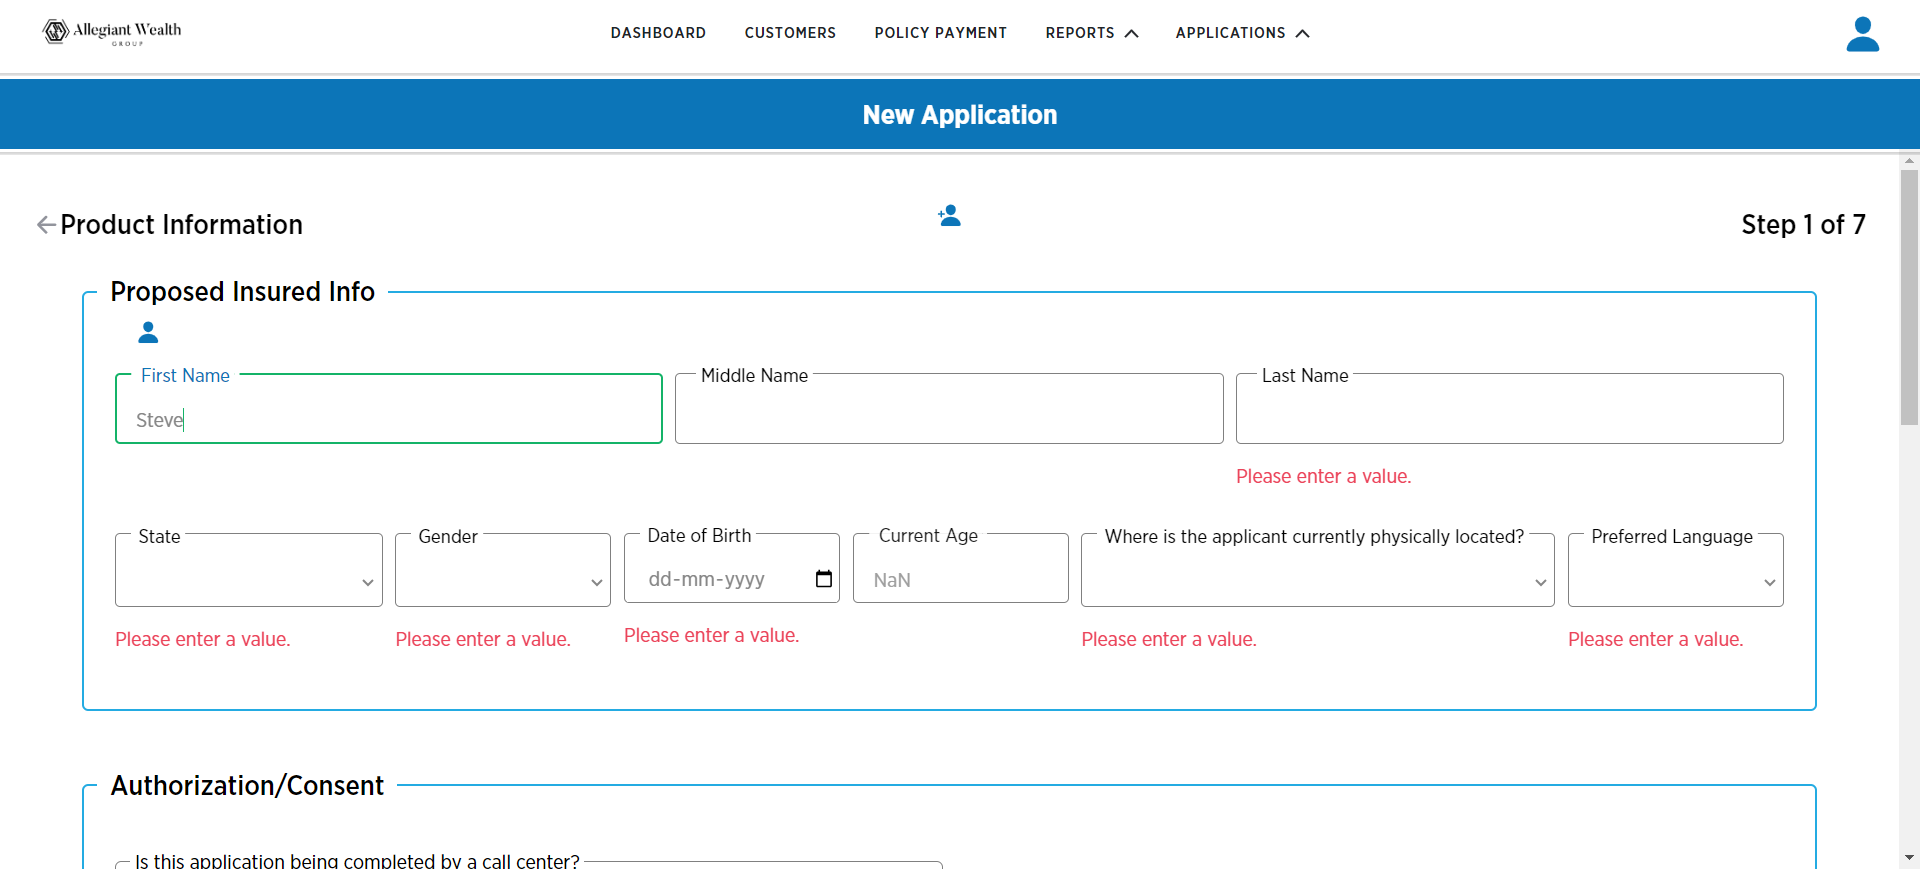 Allegiant Wealth
GROUP
DASHBOARD CUSTOMERS POLICY PAYMENT REPORTS APPLICATIONS
New Application
Product Information
Step 1 of 7
Proposed Insured Info
First Name Middle Name Last Name
Steve
Please enter a value.
State Gender Date of Birth Current Age Where is the applicant currently physically located? Preferred Language
dd-mm-yyyy NaN
Please enter a value. Please enter a value. Please enter a value. Please enter a value. Please enter a value.
Authorization/Consent
Is this application being completed by a call center?